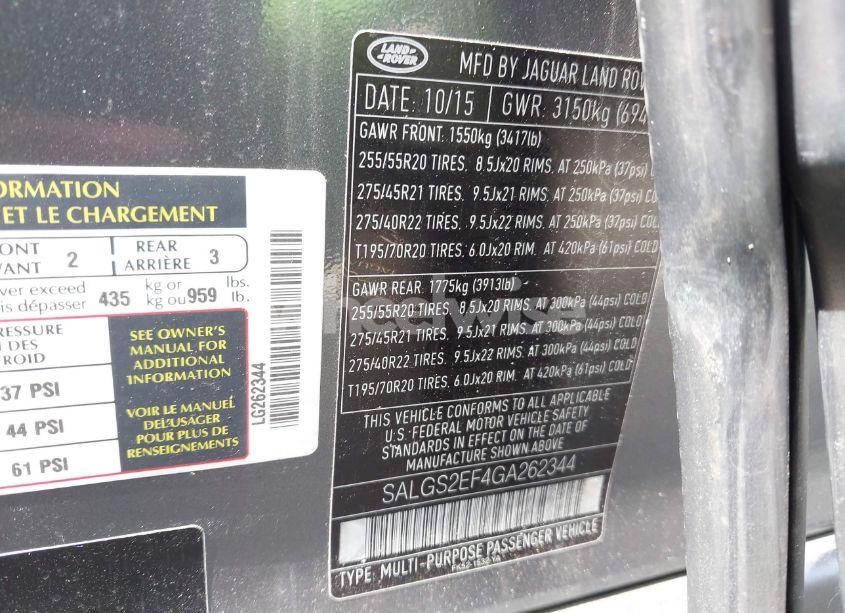 ORMATION
ET LE CHARGEMENT
ONT 2 REAR 3
VANT ARRIÈRE
ver exceed 435 kg or 959 lbs.
is dépasser kg ou lb.
RESSURE
N DES
ROID
37 PSI
44 PSI
61 PSI
SEE OWNER'S
MANUAL FOR
ADDITIONAL
INFORMATION
VOIR LE MANUEL
DEL'USAGER
POUR PLUS DE
RENSEIGNEMENTS
LG262344
LAND
ROVER
MFD BY JAGUAR LAND ROV
DATE: 10/15 GWR: 3150kg (694
GAWR FRONT: 1550kg (3417lb)
255/55R20 TIRES, 8.5Jx20 RIMS, AT 250kPa (37psi)
275/45R21 TIRES, 9.5Jx21 RIMS, AT 250kPa (37psi) CO
275/40R22 TIRES, 9.5Jx22 RIMS, AT 250kPa (37psi) COL
T195/70R20 TIRES, 6.0Jx20 RIM, AT 420kPa (61psi) COLD
GAWR REAR: 1775kg (3913lb)
255/55R20 TIRES, 8.5Jx20 RIMS, AT 300kPa (44psi) COLD
275/45R21 TIRES, 9.5Jx21 RIMS, AT 300kPa (44psi) COLD
275/40R22 TIRES, 9.5Jx22 RIMS, AT 300kPa (44psi) COLD
T195/70R20 TIRES, 6.0Jx20 RIM, AT 420kPa (61psi) COLD
THIS VEHICLE CONFORMS TO ALL APPLICABLE
U.S. FEDERAL MOTOR VEHICLE SAFETY
STANDARDS IN EFFECT ON THE DATE OF
MANUFACTURE SHOWN ABOVE
SALGS2EF4GA262344
TYPE: MULTI-PURPOSE PASSENGER VEHICLE